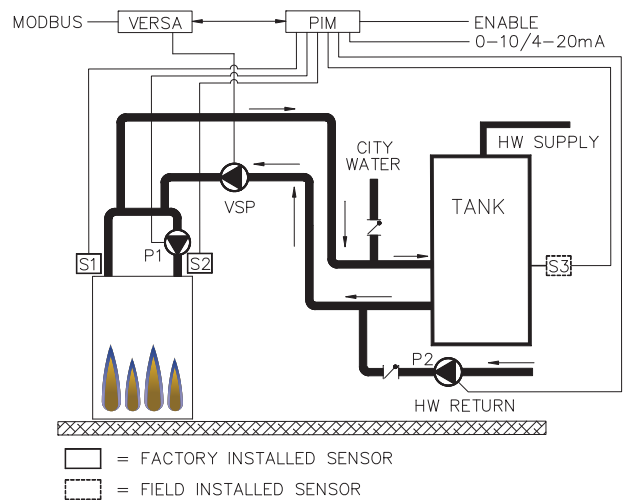 MODBUS
VERSA
PIM
ENABLE
0-10/4-20mA
HW SUPPLY
CITY
WATER
VSP
TANK
P1
S1
S2
S3
P2
HW RETURN
= FACTORY INSTALLED SENSOR
= FIELD INSTALLED SENSOR